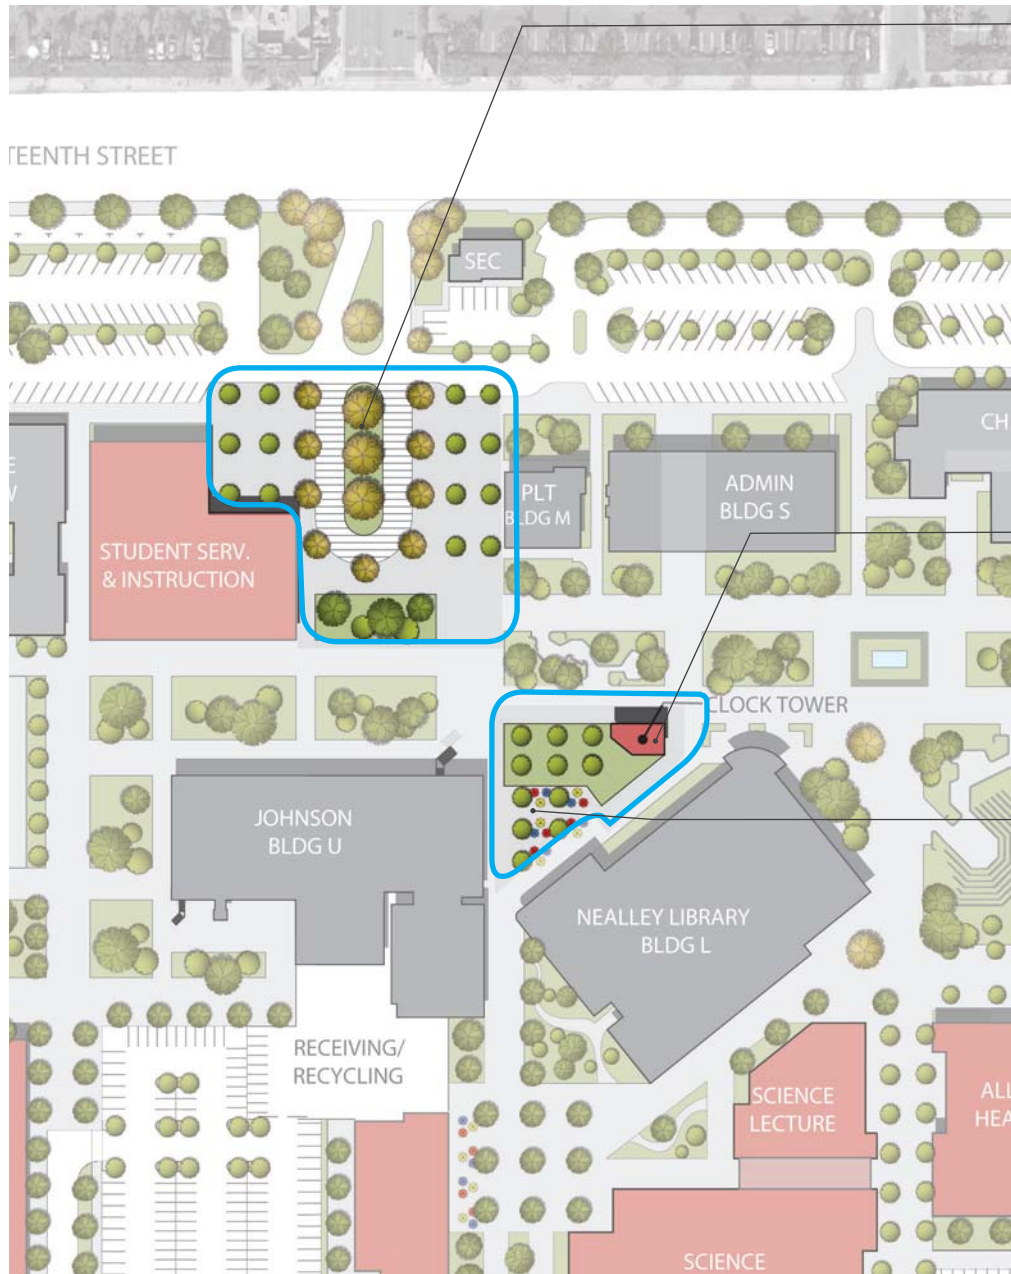 TEENTH STREET
SEC
E
W
CH
PLT
BLDG M
ADMIN
BLDG S
STUDENT SERV.
& INSTRUCTION
CLOCK TOWER
JOHNSON
BLDG U
NEALLEY LIBRARY
BLDG L
RECEIVING/
RECYCLING
SCIENCE
LECTURE
ALL
HEA
SCIENCE